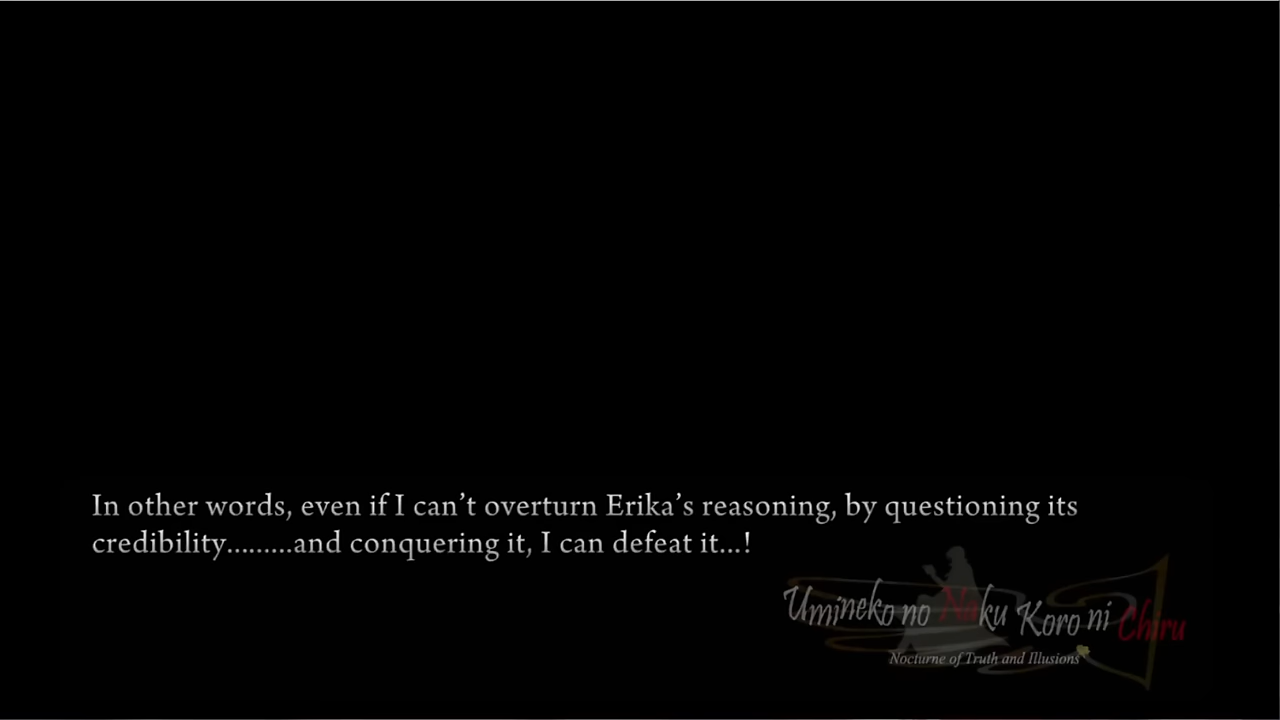 In other words, even if I can't overturn Erika's reasoning, by questioning its
credibility.........and conquering it, I can defeat it...!
Umineko no Naku Koro ni Chiru
Nocturne of Truth and Illusions